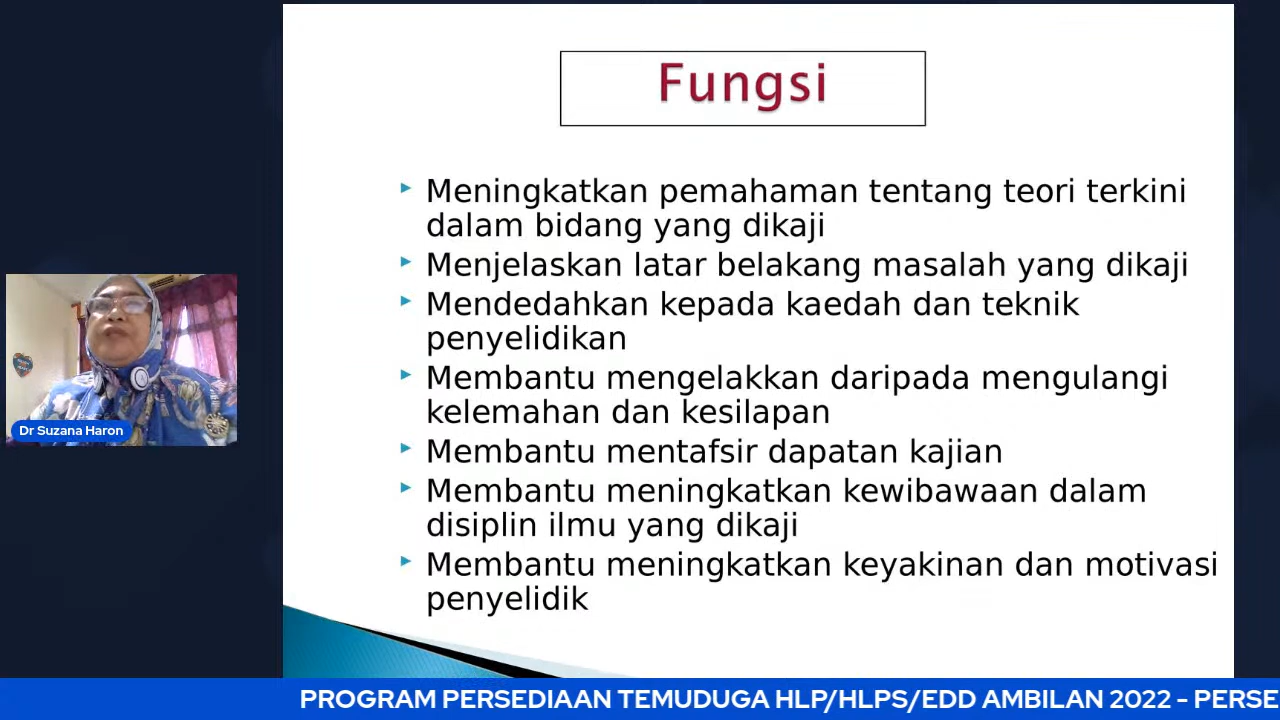 Fungsi
Meningkatkan pemahaman tentang teori terkini
dalam bidang yang dikaji
Menjelaskan latar belakang masalah yang dikaji
Mendedahkan kepada kaedah dan teknik
penyelidikan
Membantu mengelakkan daripada mengulangi
kelemahan dan kesilapan
Membantu mentafsir dapatan kajian
Membantu meningkatkan kewibawaan dalam
disiplin ilmu yang dikaji
Membantu meningkatkan keyakinan dan motivasi
penyelidik
Dr Suzana Haron
PROGRAM PERSEDIAAN TEMUDUGA HLP/HLPS/EDD AMBILAN 2022 - PERSE